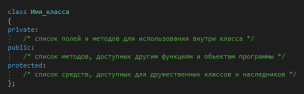 class Имя_класса
{
private:
/* список полей и методов для использования внутри класса */
public:
/* список методов, доступных другим функциям и объектам программы */
protected:
/* список средств, доступных для дружественных классов и наследников */
};